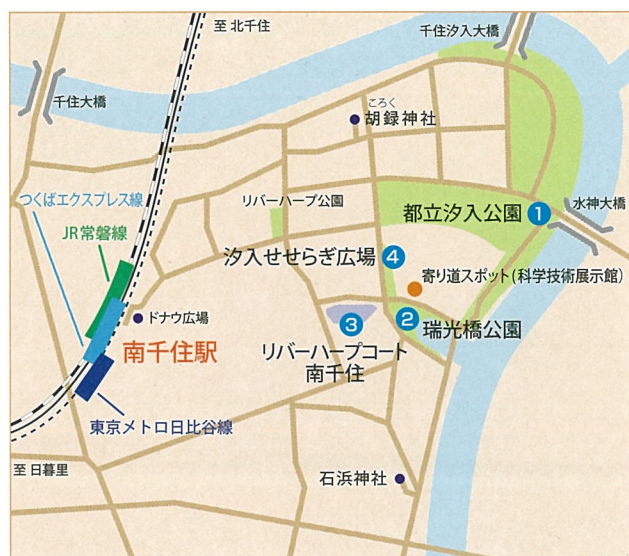 至 北千住
千住汐入大橋
千住大橋
ころく
胡録神社
つくばエクスプレス線
リバーハープ公園
水神大橋
都立汐入公園 1
JR常磐線
汐入せせらぎ広場 4
寄り道スポット(科学技術展示館)
ドナウ広場
3
2 瑞光橋公園
南千住駅
リバーハープコート
南千住
東京メトロ日比谷線
至 日暮里
石浜神社